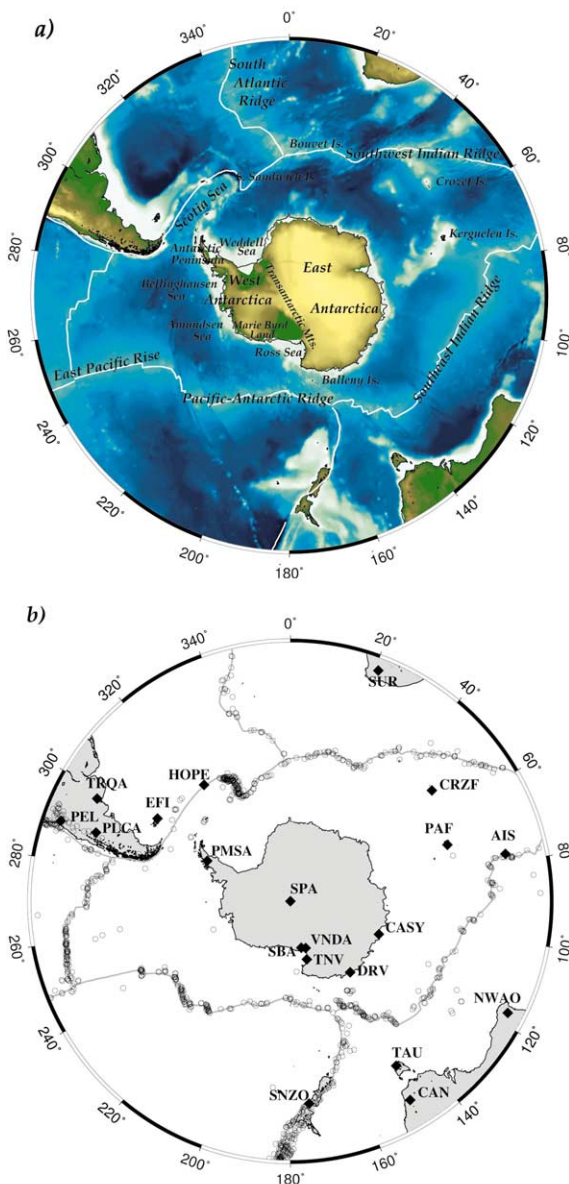 a)
0˚
20˚
40˚
60˚
80˚
100˚
120˚
140˚
160˚
180˚
200˚
220˚
240˚
260˚
280˚
300˚
320˚
340˚
South
Atlantic
Ridge
Bouvet Is.
Southwest Indian Ridge
S. Sandwich Is.
Crozet Is.
Scotia Sea
Kerguelen Is.
Antarctic
Peninsula
Weddell
Sea
East
Antarctica
West
Antarctica
Transantarctic Mts.
Bellinghausen
Sea
Amundsen
Sea
Marie Byrd
Land
Ross Sea
Southeast Indian Ridge
East Pacific Rise
Balleny Is.
Pacific-Antarctic Ridge
b)
0˚
20˚
40˚
60˚
80˚
100˚
120˚
140˚
160˚
180˚
200˚
220˚
240˚
260˚
280˚
300˚
320˚
340˚
SUR
HOPE
CRZF
TRQA
EFI
PEL
PLCA
PAF
AIS
PMSA
SPA
CASY
VNDA
SBA
TNV
DRV
NWAO
TAU
SNZO
CAN